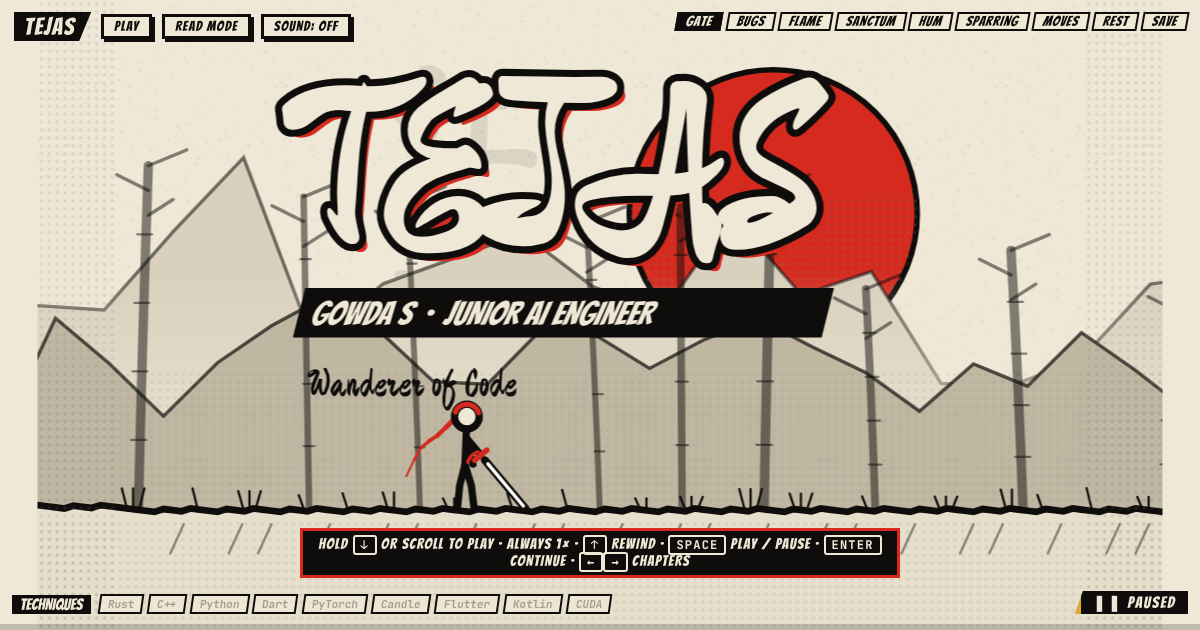 TEJAS PLAY READ MODE SOUND: OFF GATE BUGS FLAME SANCTUM HUM SPARRING MOVES REST SAVE
TEJAS
GOWDA S · JUNIOR AI ENGINEER
Wanderer of Code
HOLD ↓ OR SCROLL TO PLAY · ALWAYS 1× · ↑ REWIND · SPACE PLAY / PAUSE · ENTER
CONTINUE · ← → CHAPTERS
TECHNIQUES Rust C++ Python Dart PyTorch Candle Flutter Kotlin CUDA ❚❚ PAUSED